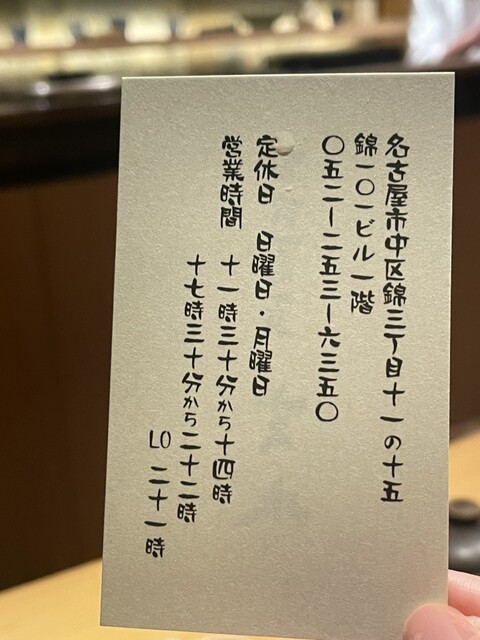 名古屋市中区錦三丁目十一の十五
錦一〇一ビル一階
〇五二ー二五三ー六三五〇
定休日 日曜日・月曜日
営業時間 十一時三十分から十四時
十七時三十分から二十二時
LO 二十一時